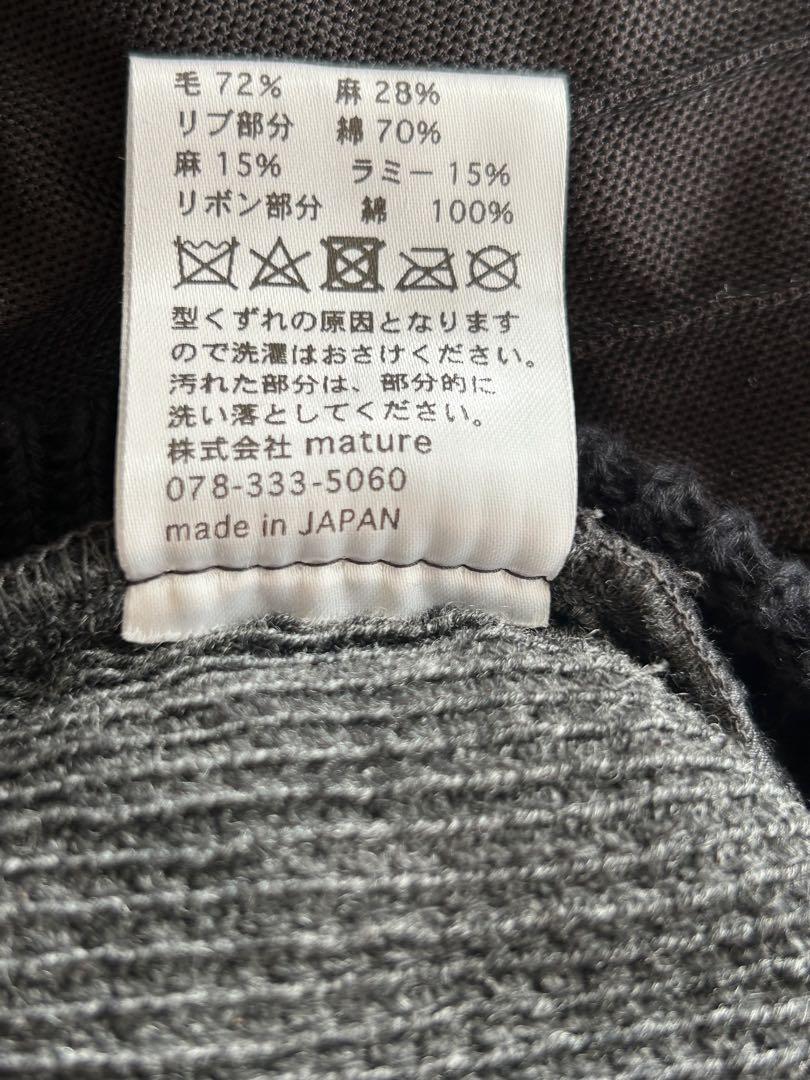 毛 72% 麻 28%
リブ部分 綿 70%
麻 15% ラミー 15%
リボン部分 綿 100%
型くずれの原因となります
ので洗濯はおさけください。
汚れた部分は、部分的に
洗い落としてください。
株式会社 mature
078-333-5060
made in JAPAN